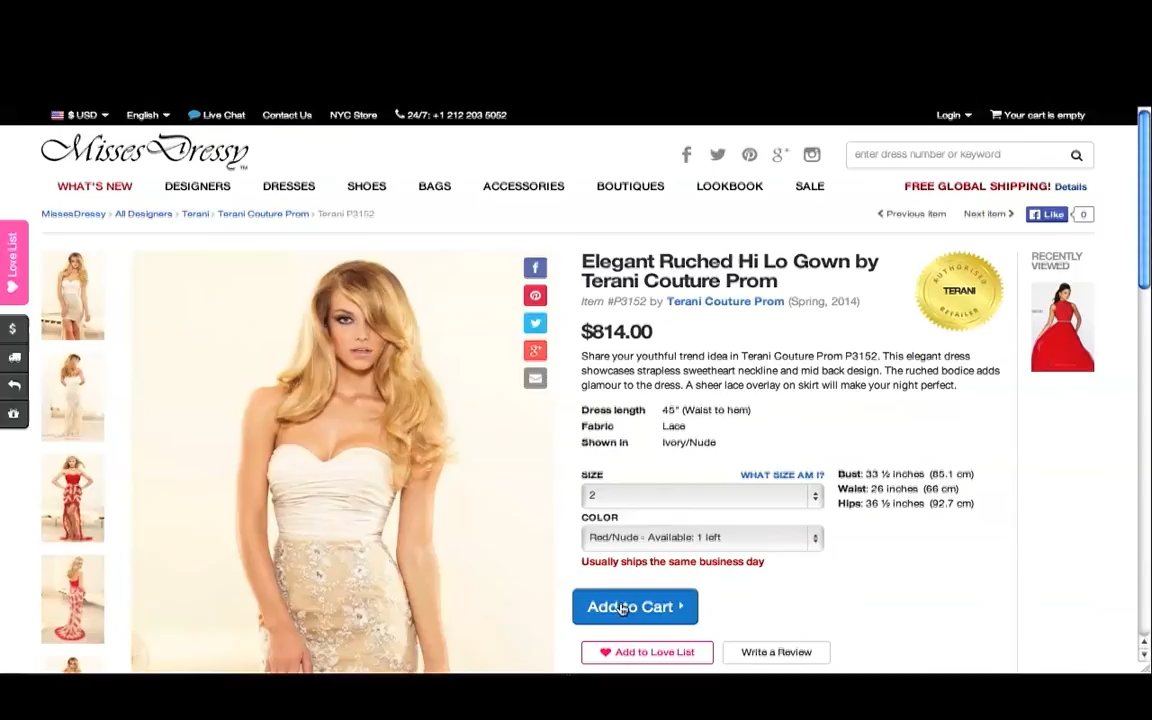 $ USD
English
Live Chat
Contact Us
NYC Store
24/7: +1 212 203 5052
Login
Your cart is empty
MissesDressy
enter dress number or keyword
WHAT'S NEW
DESIGNERS
DRESSES
SHOES
BAGS
ACCESSORIES
BOUTIQUES
LOOKBOOK
SALE
FREE GLOBAL SHIPPING! Details
MissesDressy › All Designers › Terani › Terani Couture Prom › Terani P3152
Previous item
Next item
Like
0
Love List
Elegant Ruched Hi Lo Gown by
Terani Couture Prom
Item #P3152 by Terani Couture Prom (Spring, 2014)
$814.00
Share your youthful trend idea in Terani Couture Prom P3152. This elegant dress
showcases strapless sweetheart neckline and mid back design. The ruched bodice adds
glamour to the dress. A sheer lace overlay on skirt will make your night perfect.
Dress length 45" (Waist to hem)
Fabric Lace
Shown in Ivory/Nude
AUTHORISED
TERANI
RETAILER
RECENTLY
VIEWED
SIZE
WHAT SIZE AM I?
2
COLOR
Red/Nude - Available: 1 left
Usually ships the same business day
Bust: 33 ½ inches (85.1 cm)
Waist: 26 inches (66 cm)
Hips: 36 ½ inches (92.7 cm)
Add to Cart
Add to Love List
Write a Review